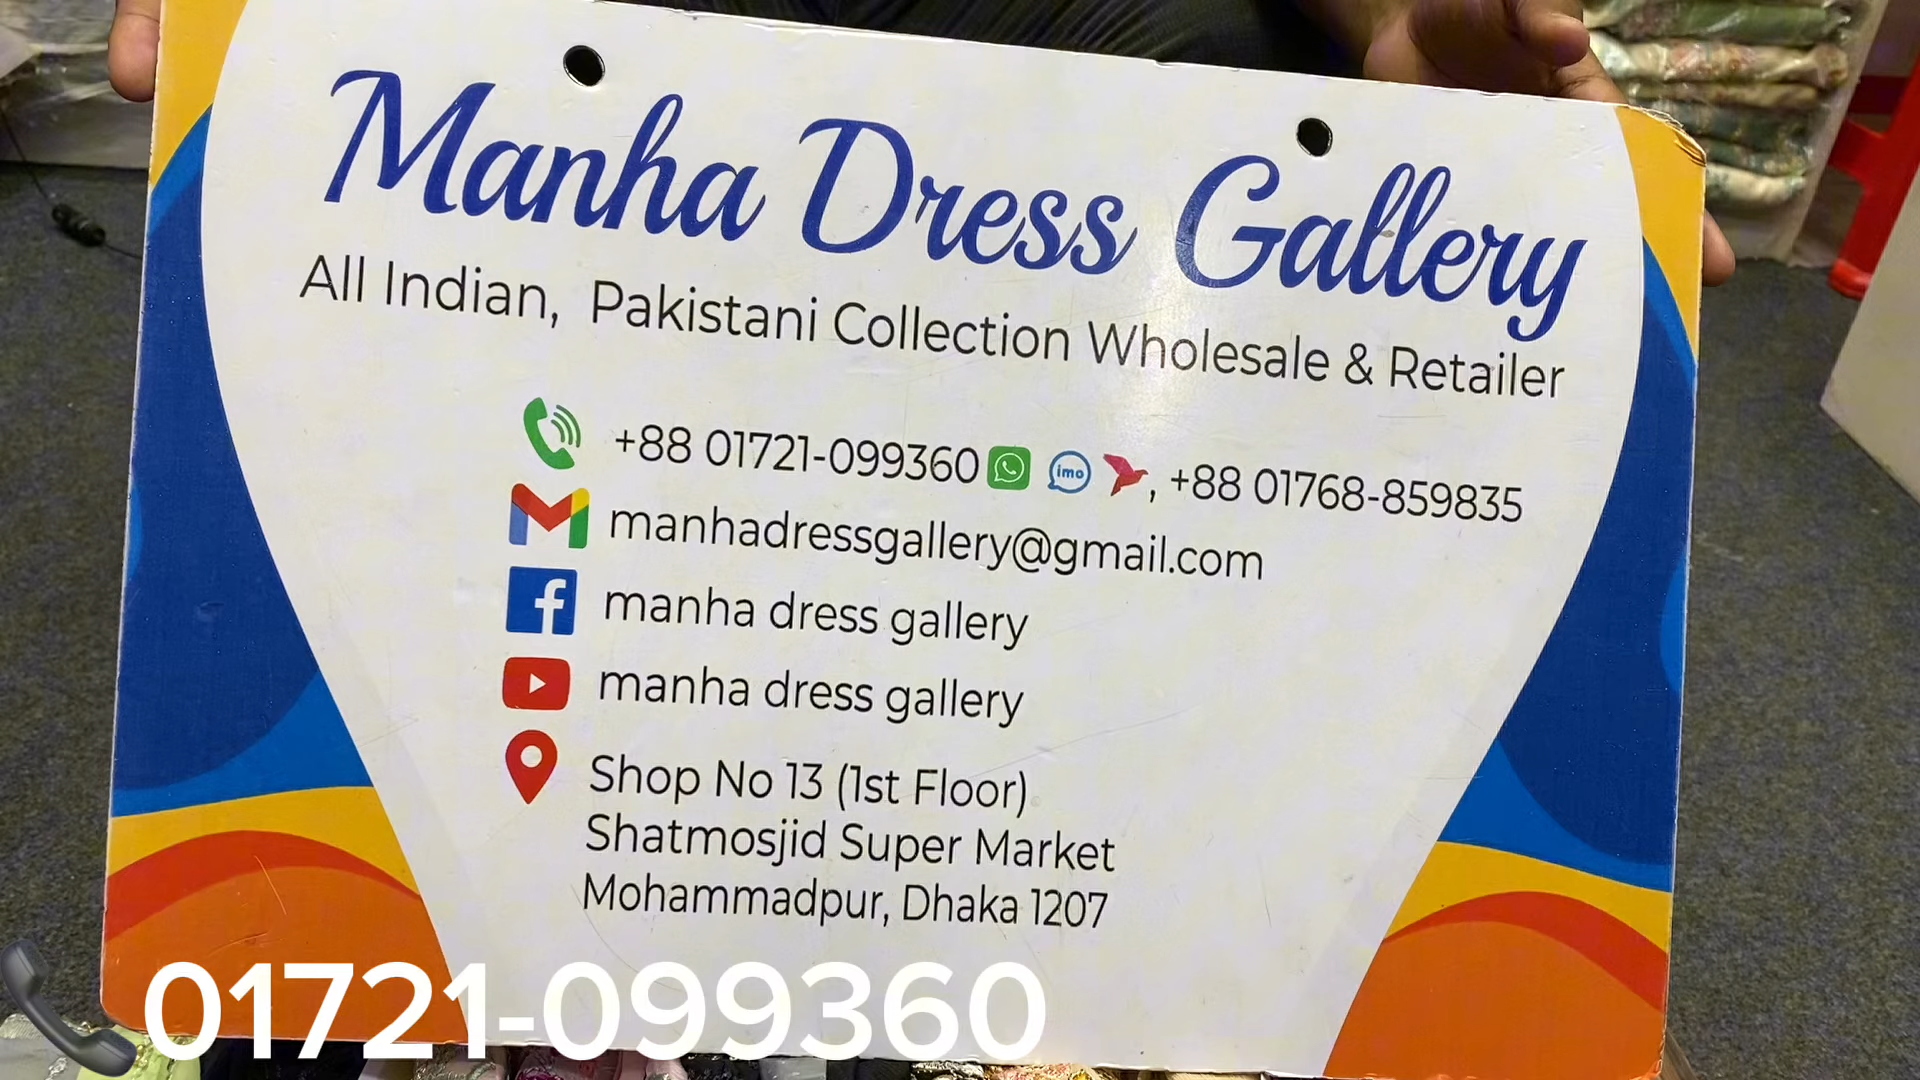 Manha Dress Gallery
All Indian, Pakistani Collection Wholesale & Retailer
+88 01721-099360 imo , +88 01768-859835
manhadressgallery@gmail.com
manha dress gallery
manha dress gallery
Shop No 13 (1st Floor)
Shatmosjid Super Market
Mohammadpur, Dhaka 1207
01721-099360